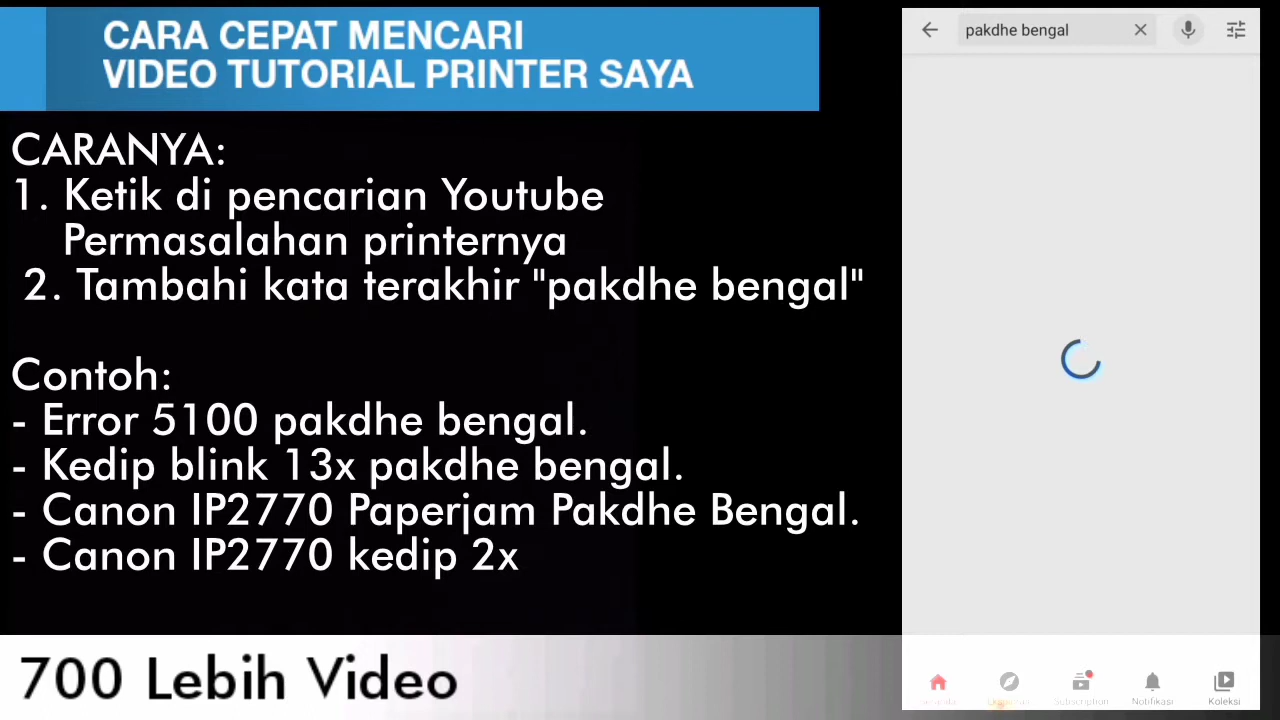 CARA CEPAT MENCARI
VIDEO TUTORIAL PRINTER SAYA
CARANYA:
1. Ketik di pencarian Youtube
Permasalahan printernya
2. Tambahi kata terakhir "pakdhe bengal"
Contoh:
- Error 5100 pakdhe bengal.
- Kedip blink 13x pakdhe bengal.
- Canon IP2770 Paperjam Pakdhe Bengal.
- Canon IP2770 kedip 2x
700 Lebih Video
pakdhe bengal
Subscription
Notifikasi
Koleksi